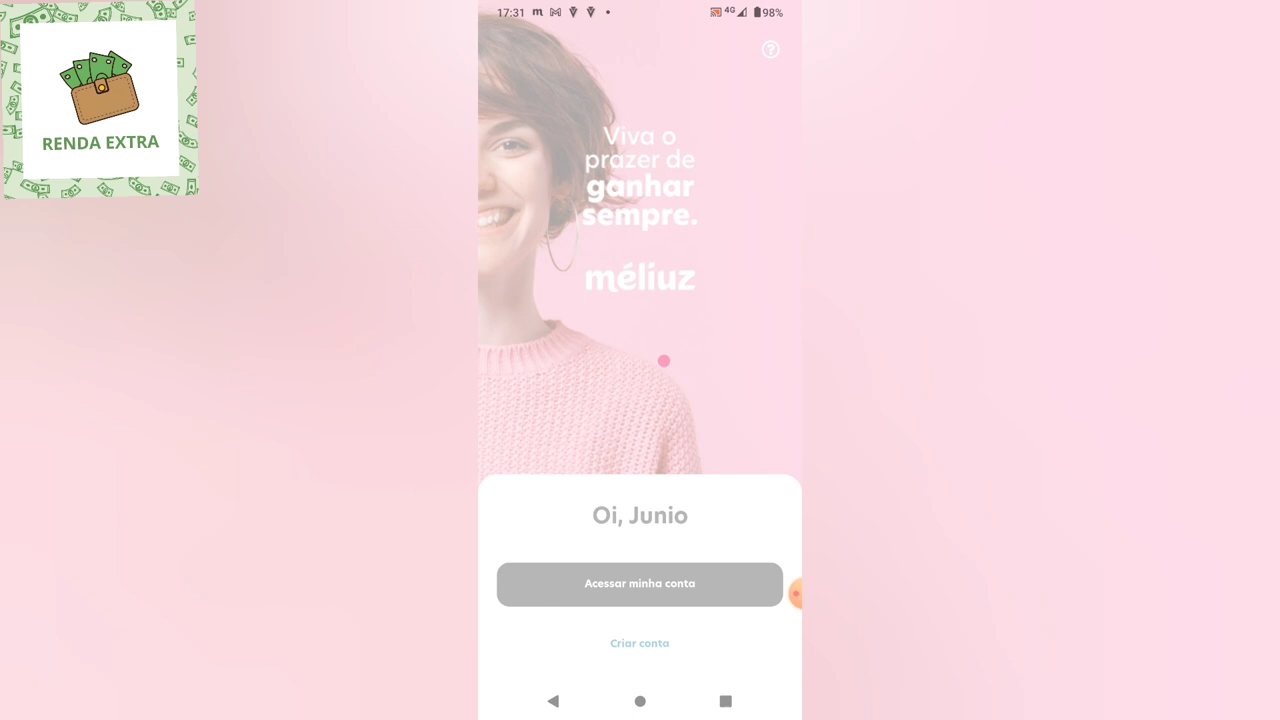 RENDA EXTRA
17:31
4G
98%
Viva o
prazer de
ganhar
sempre.
méliuz
Oi, Junio
Acessar minha conta
Criar conta